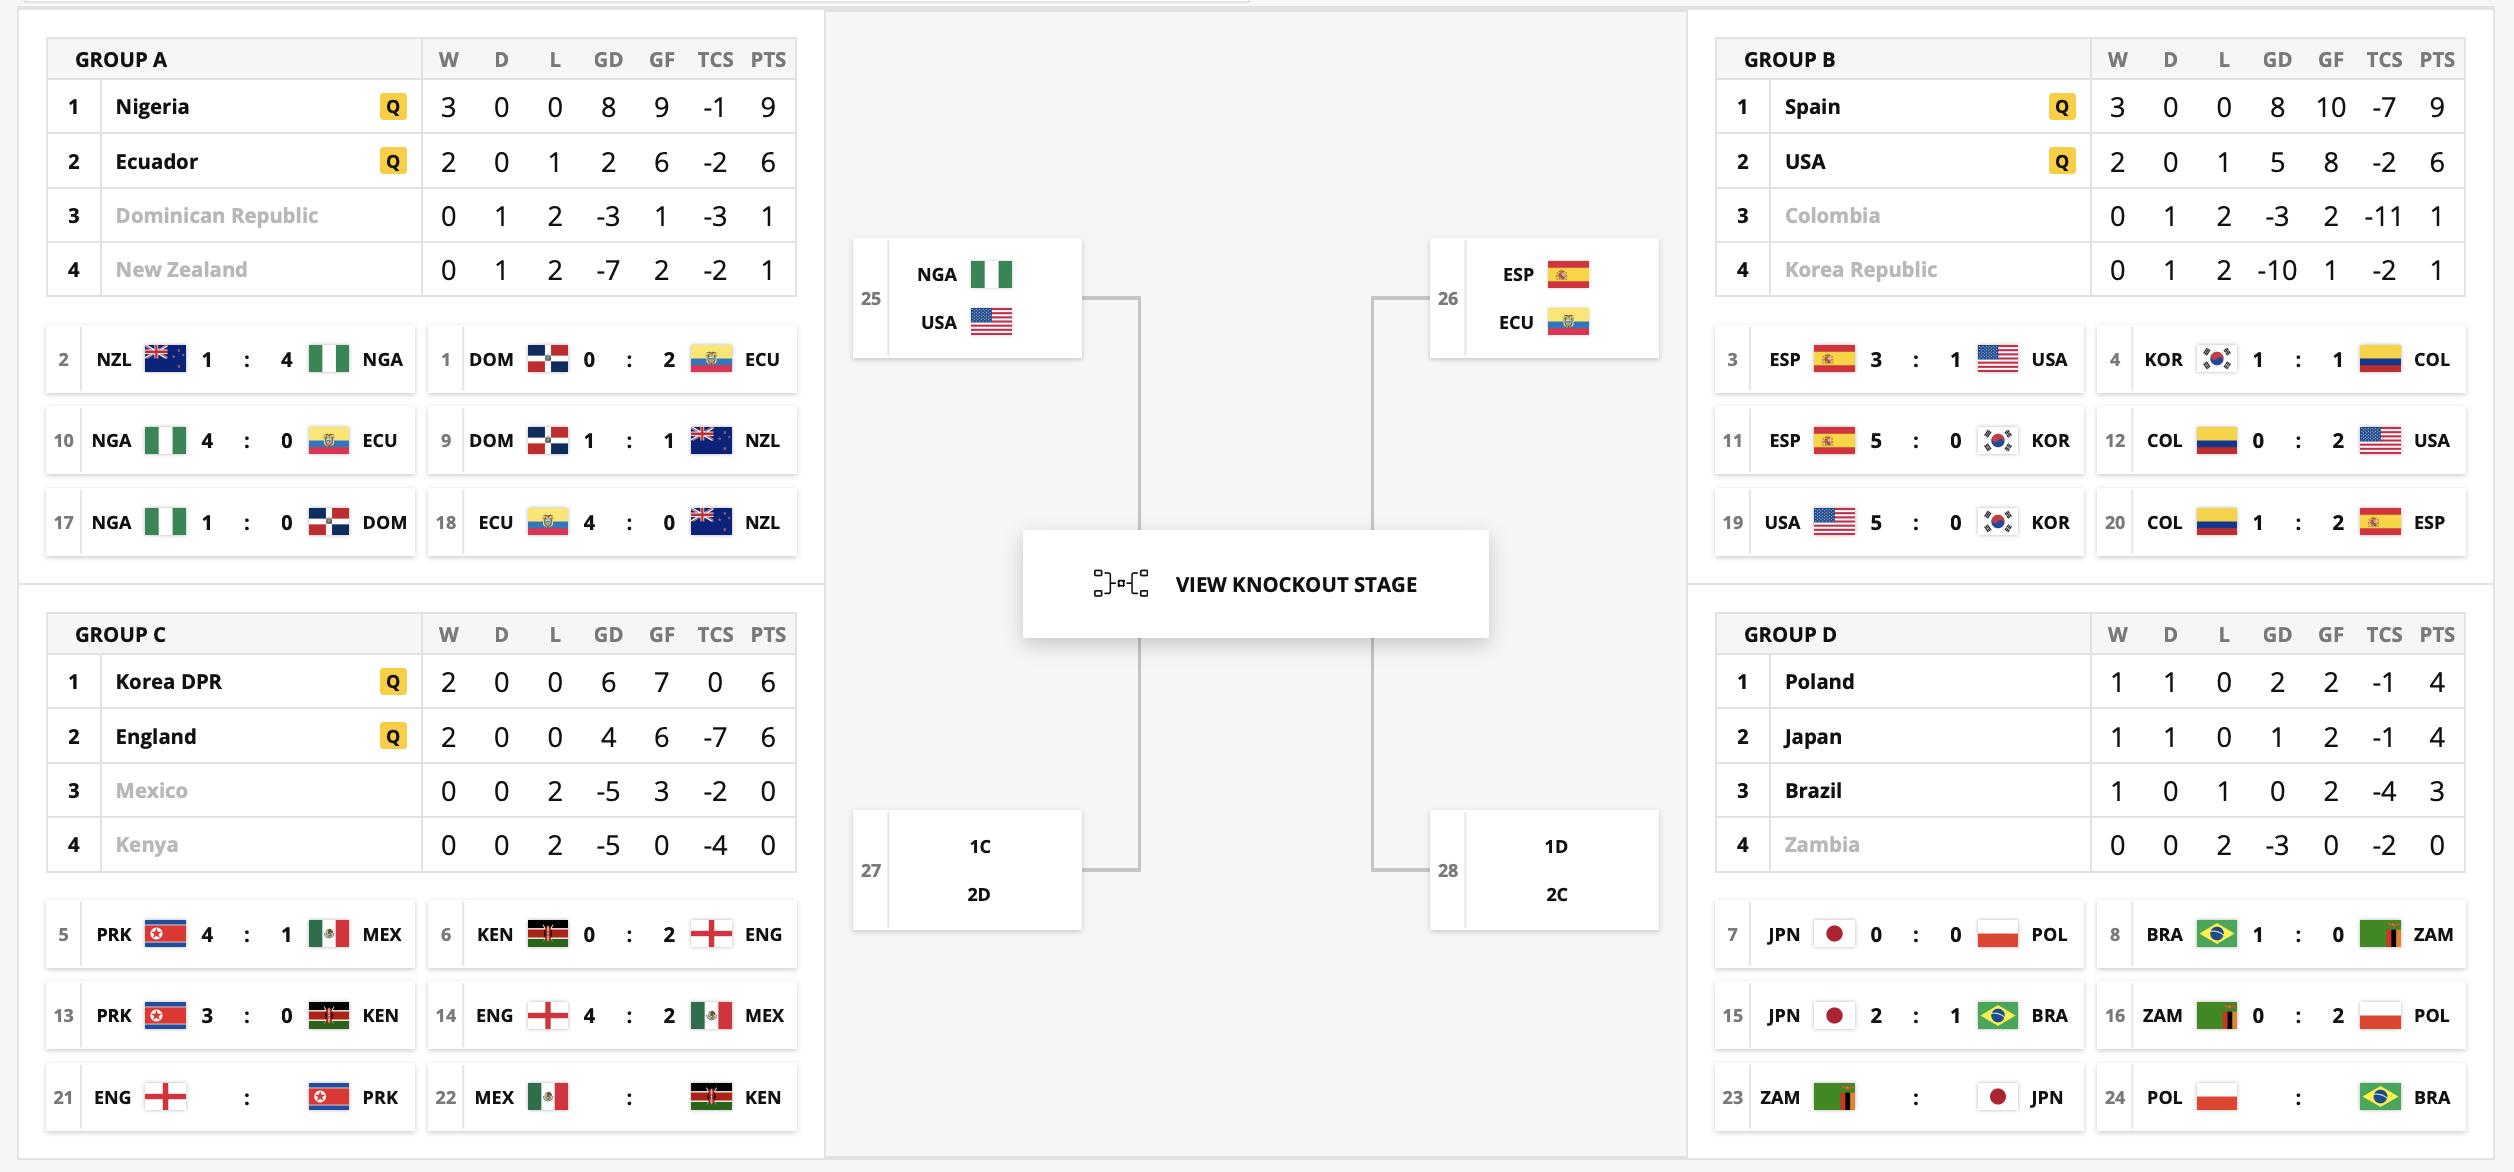 GROUP A W D L GD GF TCS PTS
1 Nigeria Q 3 0 0 8 9 -1 9
2 Ecuador Q 2 0 1 2 6 -2 6
3 Dominican Republic 0 1 2 -3 1 -3 1
4 New Zealand 0 1 2 -7 2 -2 1
2 NZL 1 : 4 NGA
1 DOM 0 : 2 ECU
10 NGA 4 : 0 ECU
9 DOM 1 : 1 NZL
17 NGA 1 : 0 DOM
18 ECU 4 : 0 NZL
25
NGA
USA
26
ESP
ECU
GROUP B W D L GD GF TCS PTS
1 Spain Q 3 0 0 8 10 -7 9
2 USA Q 2 0 1 5 8 -2 6
3 Colombia 0 1 2 -3 2 -11 1
4 Korea Republic 0 1 2 -10 1 -2 1
3 ESP 3 : 1 USA
4 KOR 1 : 1 COL
11 ESP 5 : 0 KOR
12 COL 0 : 2 USA
19 USA 5 : 0 KOR
20 COL 1 : 2 ESP
VIEW KNOCKOUT STAGE
GROUP C W D L GD GF TCS PTS
1 Korea DPR Q 2 0 0 6 7 0 6
2 England Q 2 0 0 4 6 -7 6
3 Mexico 0 0 2 -5 3 -2 0
4 Kenya 0 0 2 -5 0 -4 0
5 PRK 4 : 1 MEX
6 KEN 0 : 2 ENG
13 PRK 3 : 0 KEN
14 ENG 4 : 2 MEX
21 ENG : PRK
22 MEX : KEN
27
1C
2D
28
1D
2C
GROUP D W D L GD GF TCS PTS
1 Poland 1 1 0 2 2 -1 4
2 Japan 1 1 0 1 2 -1 4
3 Brazil 1 0 1 0 2 -4 3
4 Zambia 0 0 2 -3 0 -2 0
7 JPN 0 : 0 POL
8 BRA 1 : 0 ZAM
15 JPN 2 : 1 BRA
16 ZAM 0 : 2 POL
23 ZAM : JPN
24 POL : BRA